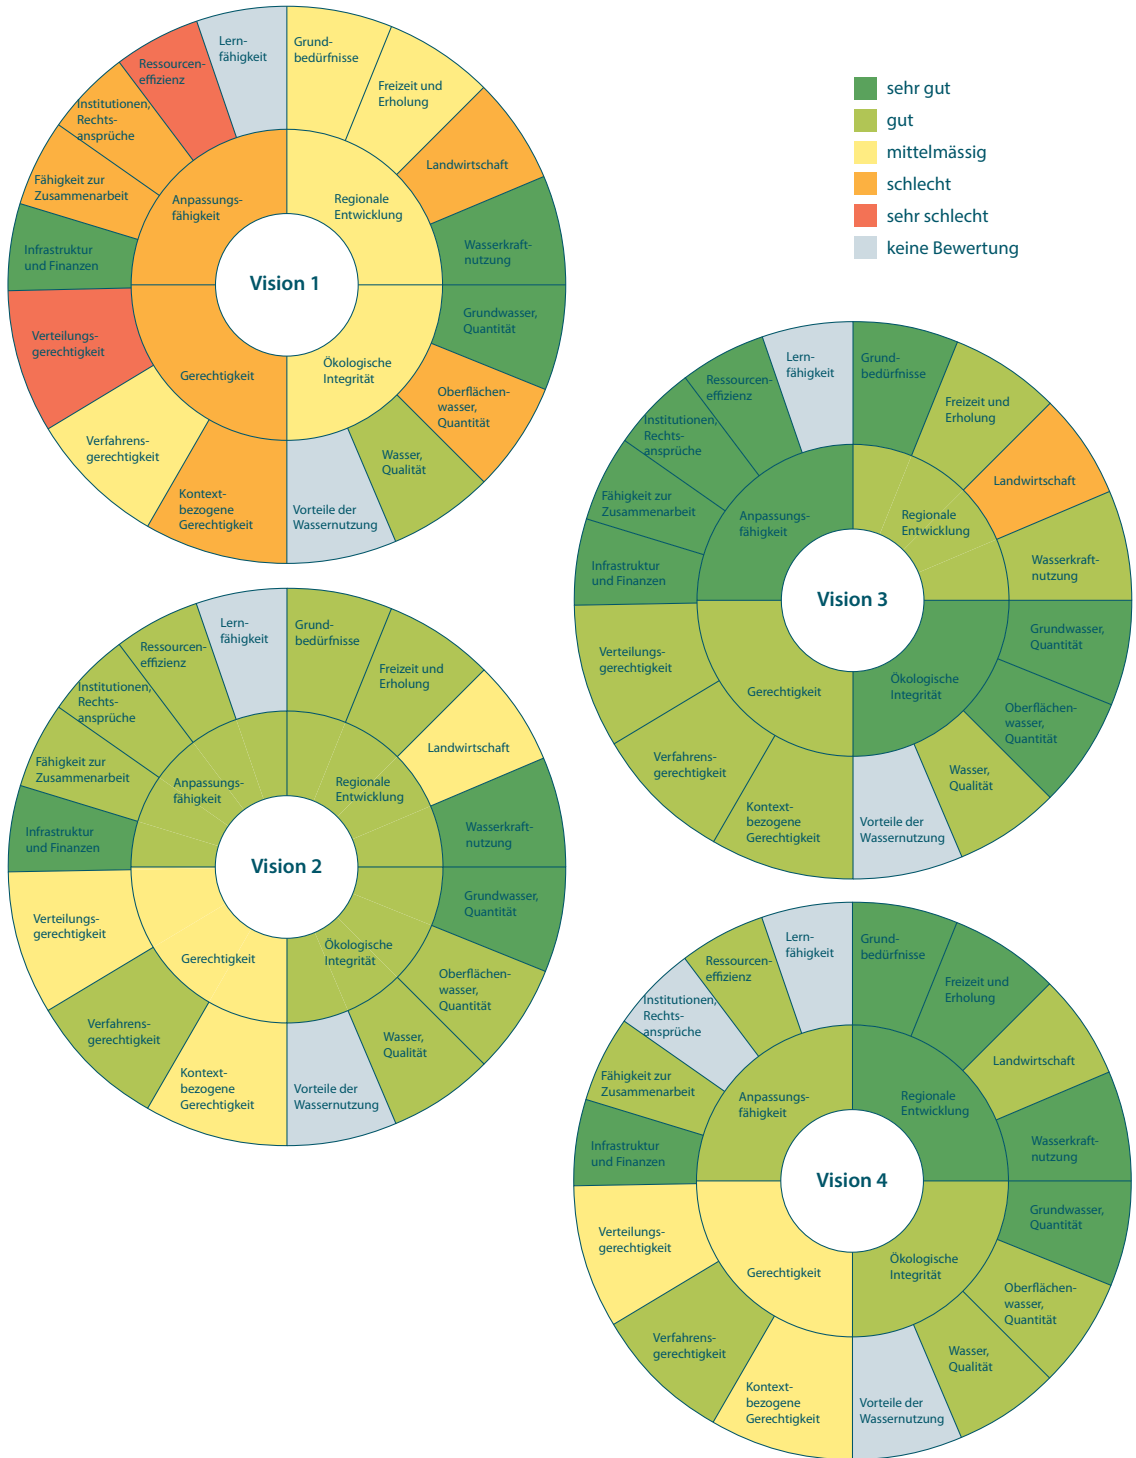 Lern-
fähigkeit
Grund-
bedürfnisse
Ressourcen-
effizienz
Freizeit und
Erholung
Institutionen,
Rechts-
ansprüche
Landwirtschaft
Fähigkeit zur
Zusammenarbeit
Anpassungs-
fähigkeit
Regionale
Entwicklung
Infrastruktur
und Finanzen
Wasserkraft-
nutzung
Vision 1
Verteilungs-
gerechtigkeit
Grundwasser,
Quantität
Gerechtigkeit
Ökologische
Integrität
Oberflächen-
wasser,
Quantität
Verfahrens-
gerechtigkeit
Wasser,
Qualität
Kontext-
bezogene
Gerechtigkeit
Vorteile der
Wassernutzung
sehr gut
gut
mittelmässig
schlecht
sehr schlecht
keine Bewertung
Lern-
fähigkeit
Grund-
bedürfnisse
Ressourcen-
effizienz
Freizeit und
Erholung
Institutionen,
Rechts-
ansprüche
Landwirtschaft
Fähigkeit zur
Zusammenarbeit
Anpassungs-
fähigkeit
Regionale
Entwicklung
Infrastruktur
und Finanzen
Wasserkraft-
nutzung
Vision 3
Verteilungs-
gerechtigkeit
Grundwasser,
Quantität
Gerechtigkeit
Ökologische
Integrität
Oberflächen-
wasser,
Quantität
Verfahrens-
gerechtigkeit
Wasser,
Qualität
Kontext-
bezogene
Gerechtigkeit
Vorteile der
Wassernutzung
Lern-
fähigkeit
Grund-
bedürfnisse
Ressourcen-
effizienz
Freizeit und
Erholung
Institutionen,
Rechts-
ansprüche
Landwirtschaft
Fähigkeit zur
Zusammenarbeit
Anpassungs-
fähigkeit
Regionale
Entwicklung
Infrastruktur
und Finanzen
Wasserkraft-
nutzung
Vision 2
Verteilungs-
gerechtigkeit
Grundwasser,
Quantität
Gerechtigkeit
Ökologische
Integrität
Oberflächen-
wasser,
Quantität
Verfahrens-
gerechtigkeit
Wasser,
Qualität
Kontext-
bezogene
Gerechtigkeit
Vorteile der
Wassernutzung
Lern-
fähigkeit
Grund-
bedürfnisse
Ressourcen-
effizienz
Freizeit und
Erholung
Institutionen,
Rechts-
ansprüche
Landwirtschaft
Fähigkeit zur
Zusammenarbeit
Anpassungs-
fähigkeit
Regionale
Entwicklung
Infrastruktur
und Finanzen
Wasserkraft-
nutzung
Vision 4
Verteilungs-
gerechtigkeit
Grundwasser,
Quantität
Gerechtigkeit
Ökologische
Integrität
Oberflächen-
wasser,
Quantität
Verfahrens-
gerechtigkeit
Wasser,
Qualität
Kontext-
bezogene
Gerechtigkeit
Vorteile der
Wassernutzung